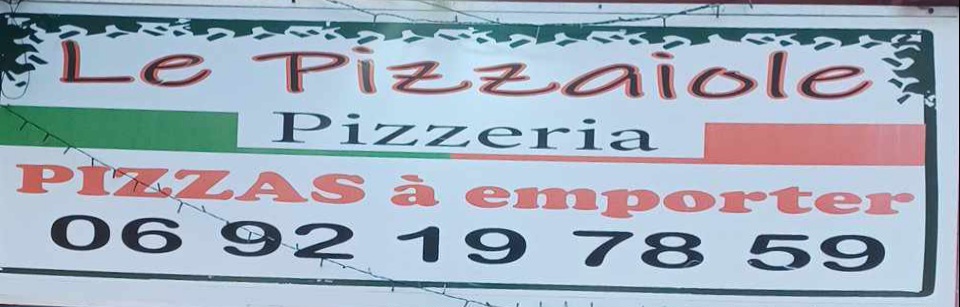 Le Pizzaiole
Pizzeria
PIZZAS à emporter
06 92 19 78 59